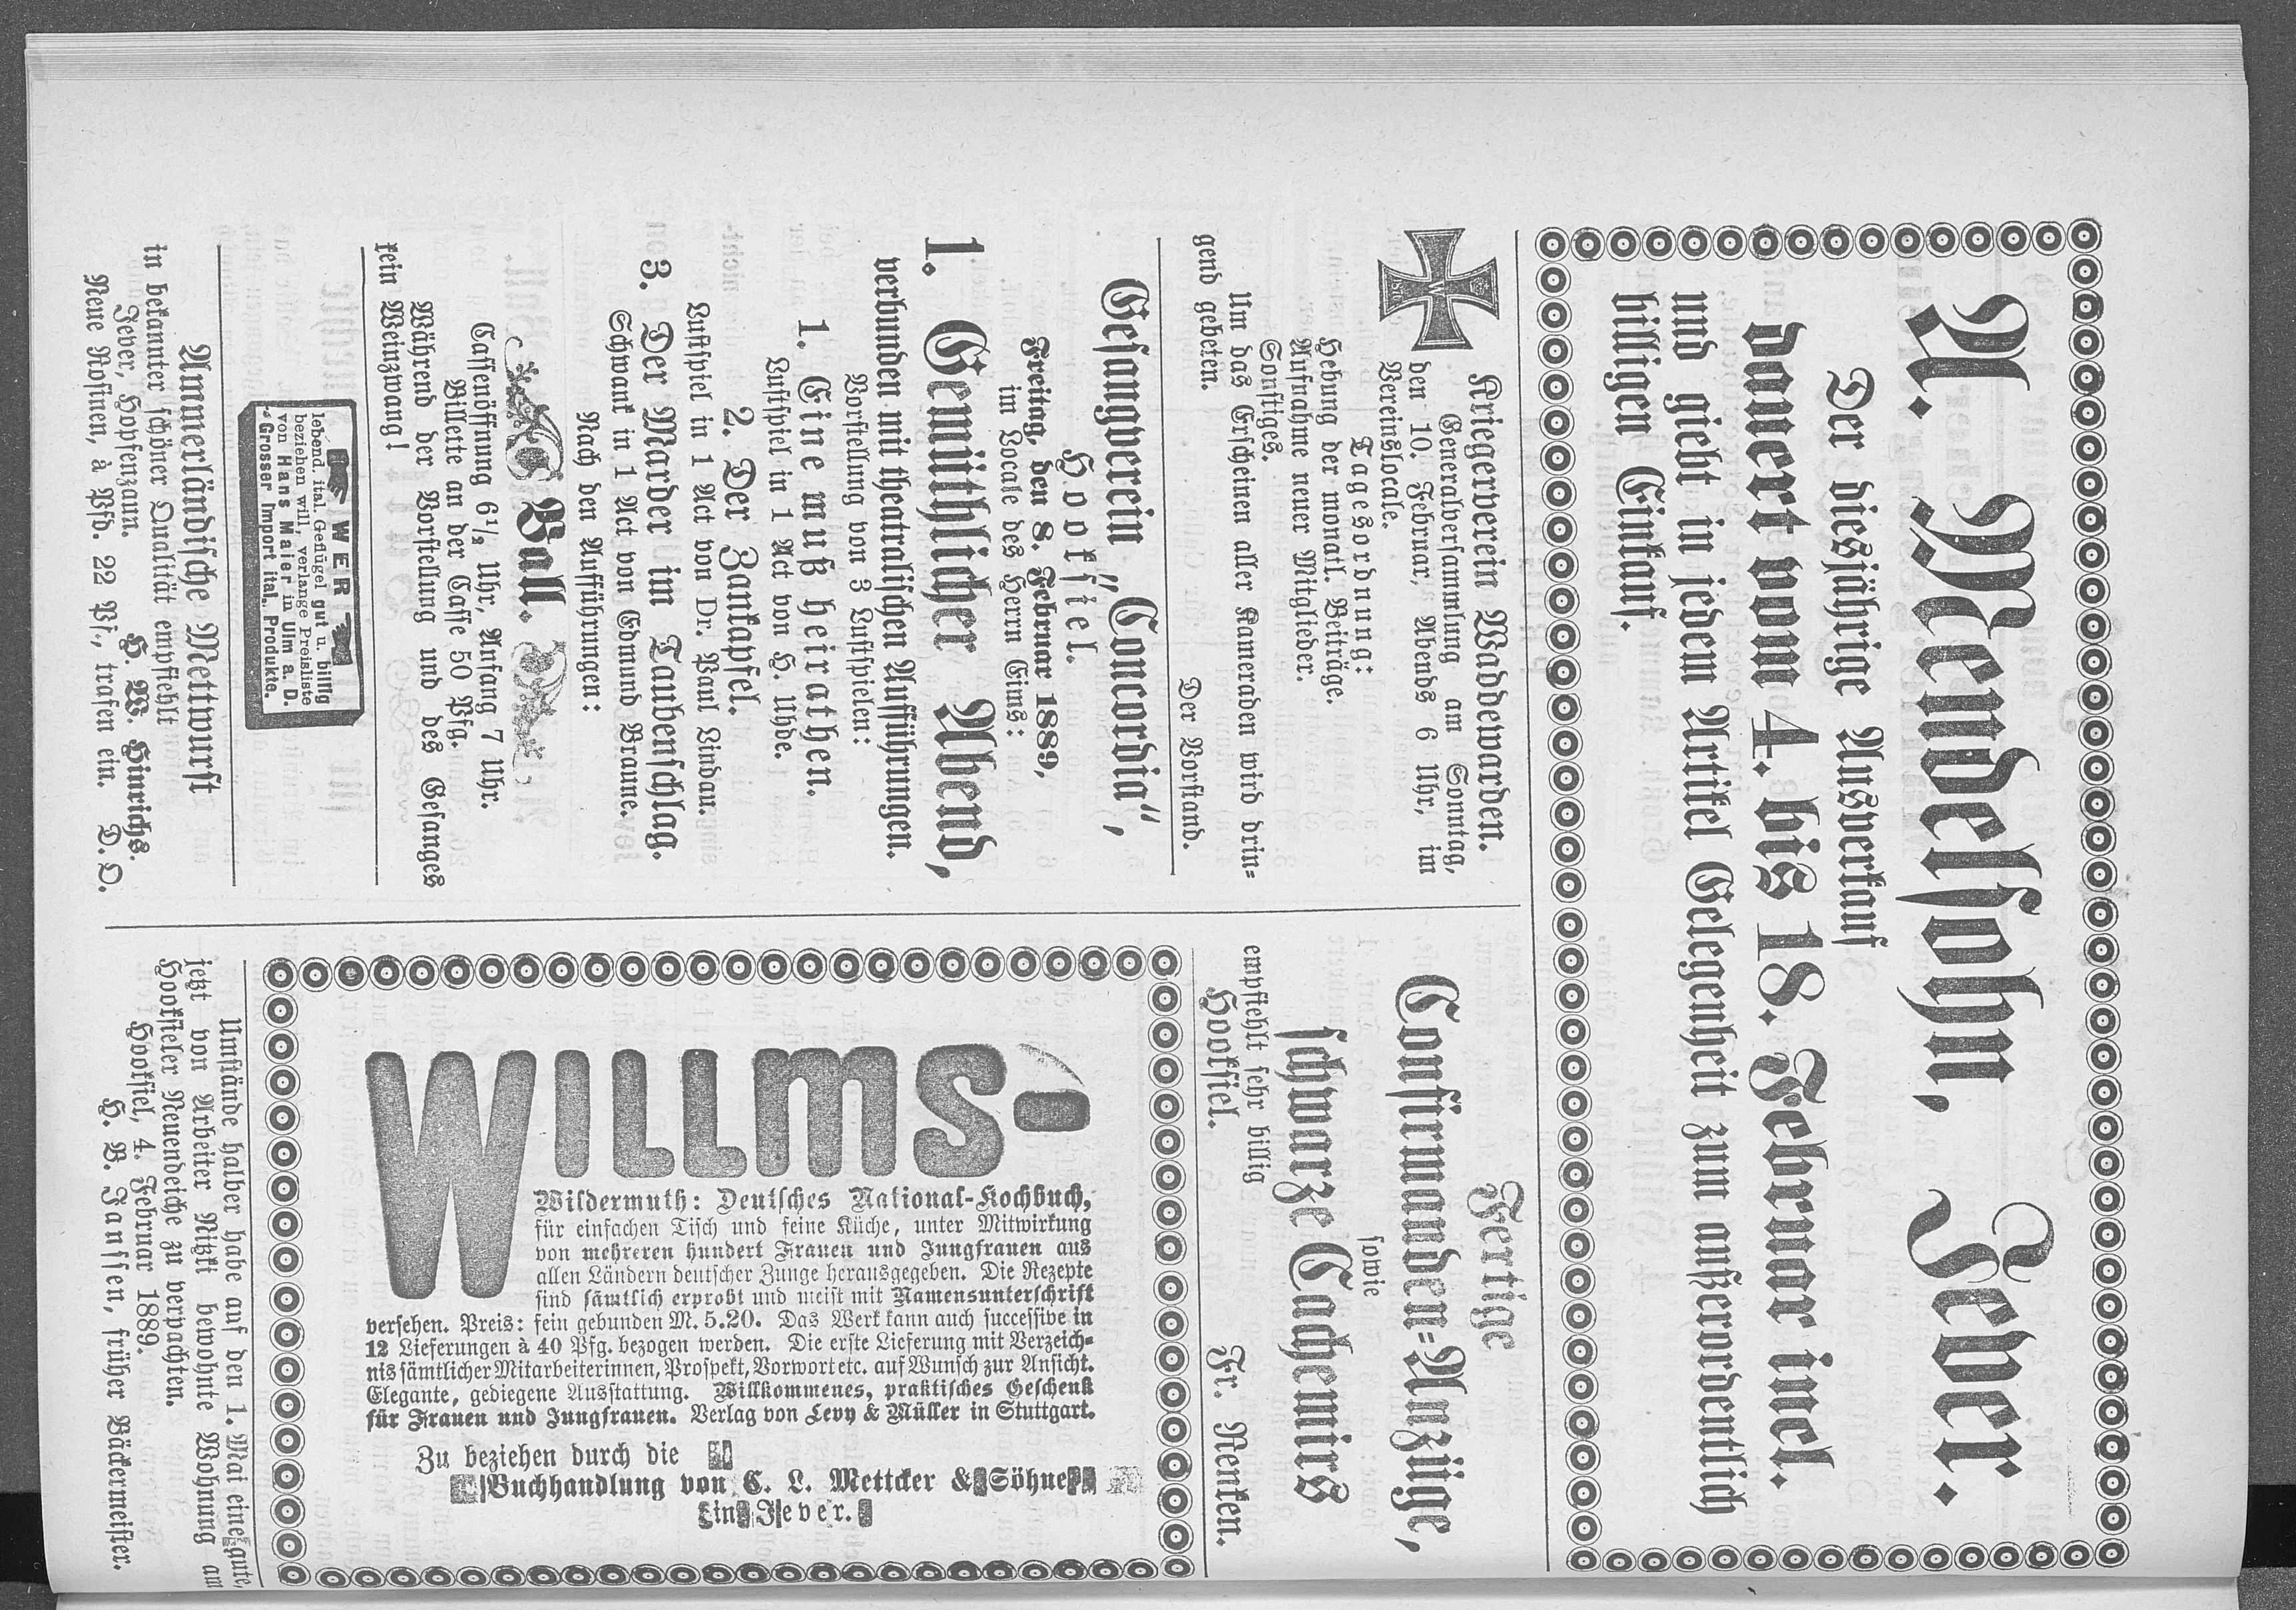 A. Mendelsohn, Jever.
Der diesjährige Ausverkauf
dauert vom 4. bis 18. Februar incl.
und giebt in jedem Artikel Gelegenheit zum außerordentlich
billigen Einkauf.
Kriegerverein Waddewarden.
Generalversammlung am Sonntag,
den 10. Februar, Abends 6 Uhr, im
Vereinslocale.
Tagesordnung:
Hebung der monatl. Beiträge.
Aufnahme neuer Mitglieder.
Sonstiges.
Um das Erscheinen aller Kameraden wird drin-
gend gebeten.
Der Vorstand.
Gesangverein „Concordia",
Hooksiel.
Freitag, den 8. Februar 1889,
im Locale des Herrn Eims:
1. Gemüthlicher Abend,
verbunden mit theatralischen Aufführungen.
Vorstellung von 3 Lustspielen:
1. Eine muß heirathen.
Lustspiel in 1 Act von H. Uhde.
2. Der Zankapfel.
Lustspiel in 1 Act von Dr. Paul Lindau.
3. Der Marder im Taubenschlag.
Schwank in 1 Act von Edmund Braune.
Nach den Aufführungen:
Ball.
Cassenöffnung 6½ Uhr, Anfang 7 Uhr.
Billette an der Casse 50 Pfg.
Während der Vorstellung und des Gesanges
kein Weinzwang!
WER
lebend. ital. Geflügel gut u. billig
beziehen will, verlange Preisliste
von Hans Maier in Ulm a. D.
Grosser Import ital. Produkte.
Ammerländische Mettwurst
in bekannter schöner Qualität empfiehlt
Jever, Hopfenzaun. H. W. Hinrichs.
Neue Rosinen, à Pfd. 22 Pf., trafen ein. D. O.
Fertige
Confirmanden-Anzüge,
sowie
schwarze Cachemirs
empfiehlt sehr billig
Hooksiel. Fr. Renken.
WILLMS-
Wildermuth: Deutsches National-Kochbuch,
für einfachen Tisch und feine Küche, unter Mitwirkung
von mehreren hundert Frauen und Jungfrauen aus
allen Ländern deutscher Zunge herausgegeben. Die Rezepte
sind sämtlich erprobt und meist mit Namensunterschrift
versehen. Preis: fein gebunden M. 5.20. Das Werk kann auch successive in
12 Lieferungen à 40 Pfg. bezogen werden. Die erste Lieferung mit Verzeich-
nis sämtlicher Mitarbeiterinnen, Prospekt, Vorwort etc. auf Wunsch zur Ansicht.
Elegante, gediegene Ausstattung. Willkommenes, praktisches Geschenk
für Frauen und Jungfrauen. Verlag von Levy & Müller in Stuttgart.
Zu beziehen durch die
Buchhandlung von C. L. Mettcker & Söhne
in Jever.
Umstände halber habe auf den 1. Mai eine gute,
jetzt von Arbeiter Nitzki bewohnte Wohnung am
Hooksieler Neuendeiche zu verpachten.
Hooksiel, 4. Februar 1889.
H. B. Janssen, früher Bäckermeister.